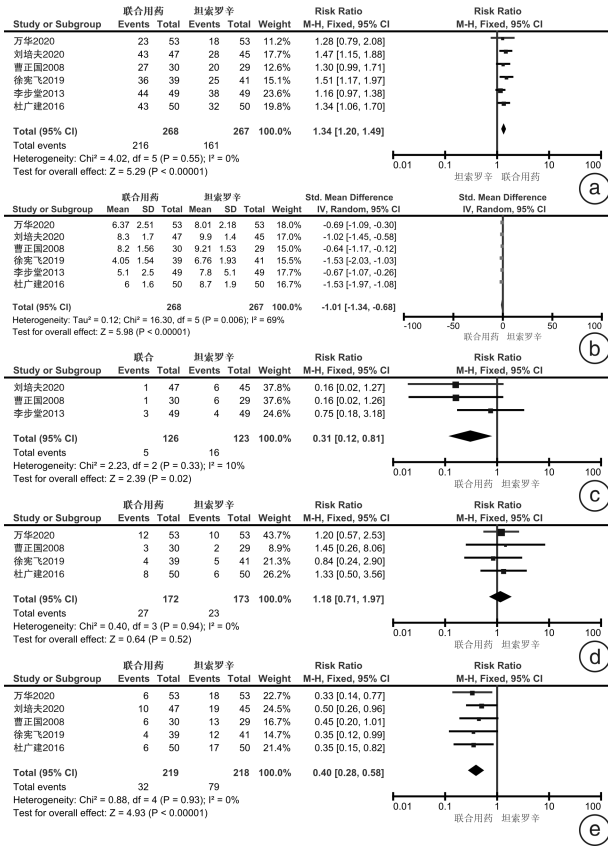 联合用药 坦索罗辛 Risk Ratio Risk Ratio
Study or Subgroup Events Total Events Total Weight M-H, Fixed, 95% CI M-H, Fixed, 95% CI
万华2020 23 53 18 53 11.2% 1.28 [0.79, 2.08]
刘培夫2020 43 47 28 45 17.7% 1.47 [1.15, 1.88]
曹正国2008 27 30 20 29 12.6% 1.30 [0.99, 1.71]
徐宪飞2019 36 39 25 41 15.1% 1.51 [1.17, 1.97]
李步堂2013 44 49 38 49 23.6% 1.16 [0.97, 1.38]
杜广建2016 43 50 32 50 19.8% 1.34 [1.06, 1.70]
Total (95% CI) 268 267 100.0% 1.34 [1.20, 1.49]
Total events 216 161
Heterogeneity: Chi² = 4.02, df = 5 (P = 0.55); I² = 0%
Test for overall effect: Z = 5.29 (P < 0.00001)
0.01 0.1 1 10 100
坦索罗辛 联合用药
a
联合用药 坦索罗辛 Std. Mean Difference Std. Mean Difference
Study or Subgroup Mean SD Total Mean SD Total Weight IV, Random, 95% CI IV, Random, 95% CI
万华2020 6.37 2.51 53 8.01 2.18 53 18.0% -0.69 [-1.09, -0.30]
刘培夫2020 8.3 1.7 47 9.9 1.4 45 16.8% -1.02 [-1.45, -0.58]
曹正国2008 8.2 1.56 30 9.21 1.53 29 14.6% -0.64 [-1.17, -0.12]
徐宪飞2019 4.05 1.54 39 6.76 1.93 41 15.2% -1.53 [-2.03, -1.03]
李步堂2013 5.1 2.5 49 7.8 5.1 49 17.6% -0.67 [-1.07, -0.26]
杜广建2016 6 1.6 50 8.7 1.9 50 16.8% -1.53 [-1.97, -1.08]
Total (95% CI) 268 267 100.0% -1.01 [-1.34, -0.68]
Heterogeneity: Tau² = 0.12; Chi² = 16.30, df = 5 (P = 0.006); I² = 69%
Test for overall effect: Z = 5.98 (P < 0.00001)
-100 -50 0 50 100
联合用药 坦索罗辛
b
联合 坦索罗辛 Risk Ratio Risk Ratio
Study or Subgroup Events Total Events Total Weight M-H, Fixed, 95% CI M-H, Fixed, 95% CI
刘培夫2020 1 47 6 45 37.8% 0.16 [0.02, 1.27]
曹正国2008 1 30 6 29 37.6% 0.16 [0.02, 1.26]
李步堂2013 3 49 4 49 24.6% 0.75 [0.18, 3.18]
Total (95% CI) 126 123 100.0% 0.31 [0.12, 0.81]
Total events 5 16
Heterogeneity: Chi² = 2.23, df = 2 (P = 0.33); I² = 10%
Test for overall effect: Z = 2.39 (P = 0.02)
0.01 0.1 1 10 100
联合用药 坦索罗辛
c
联合用药 坦索罗辛 Risk Ratio Risk Ratio
Study or Subgroup Events Total Events Total Weight M-H, Fixed, 95% CI M-H, Fixed, 95% CI
万华2020 12 53 10 53 43.7% 1.20 [0.57, 2.53]
曹正国2008 3 30 2 29 8.9% 1.45 [0.26, 8.06]
徐宪飞2019 4 39 5 41 21.3% 0.84 [0.24, 2.90]
杜广建2016 8 50 6 50 26.2% 1.33 [0.50, 3.56]
Total (95% CI) 172 173 100.0% 1.18 [0.71, 1.97]
Total events 27 23
Heterogeneity: Chi² = 0.40, df = 3 (P = 0.94); I² = 0%
Test for overall effect: Z = 0.64 (P = 0.52)
0.01 0.1 1 10 100
联合用药 坦索罗辛
d
联合用药 坦索罗辛 Risk Ratio Risk Ratio
Study or Subgroup Events Total Events Total Weight M-H, Fixed, 95% CI M-H, Fixed, 95% CI
万华2020 6 53 18 53 22.7% 0.33 [0.14, 0.77]
刘培夫2020 10 47 19 45 24.5% 0.50 [0.26, 0.96]
曹正国2008 6 30 13 29 16.7% 0.45 [0.20, 1.01]
徐宪飞2019 4 39 12 41 14.7% 0.35 [0.12, 0.99]
杜广建2016 6 50 17 50 21.4% 0.35 [0.15, 0.82]
Total (95% CI) 219 218 100.0% 0.40 [0.28, 0.58]
Total events 32 79
Heterogeneity: Chi² = 0.88, df = 4 (P = 0.93); I² = 0%
Test for overall effect: Z = 4.93 (P < 0.00001)
0.01 0.1 1 10 100
联合用药 坦索罗辛
e